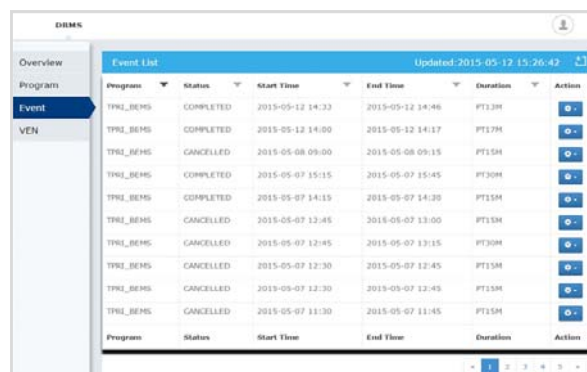 DRMS
Overview
Program
Event
VEN
Event List Updated:2015-05-12 15:26:42
Program Status Start Time End Time Duration Action
TPRI_BEMS COMPLETED 2015-05-12 14:33 2015-05-12 14:46 PT13M
TPRI_BEMS COMPLETED 2015-05-12 14:00 2015-05-12 14:17 PT17M
TPRI_BEMS CANCELLED 2015-05-08 09:00 2015-05-08 09:15 PT15M
TPRI_BEMS COMPLETED 2015-05-07 15:15 2015-05-07 15:45 PT30M
TPRI_BEMS COMPLETED 2015-05-07 14:15 2015-05-07 14:30 PT15M
TPRI_BEMS CANCELLED 2015-05-07 12:45 2015-05-07 13:00 PT15M
TPRI_BEMS CANCELLED 2015-05-07 12:45 2015-05-07 13:15 PT30M
TPRI_BEMS CANCELLED 2015-05-07 12:30 2015-05-07 12:45 PT15M
TPRI_BEMS CANCELLED 2015-05-07 12:30 2015-05-07 12:45 PT15M
TPRI_BEMS CANCELLED 2015-05-07 11:30 2015-05-07 11:45 PT15M
Program Status Start Time End Time Duration Action
« 1 2 3 4 5 »